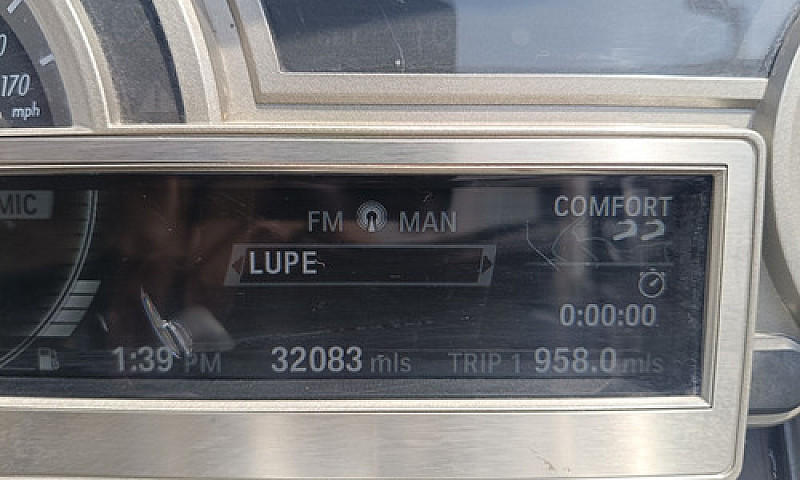 170
mph
MIC
FM MAN
COMFORT
LUPE
0:00:00
1:39 PM 32083 mls TRIP 1 958.0 mls